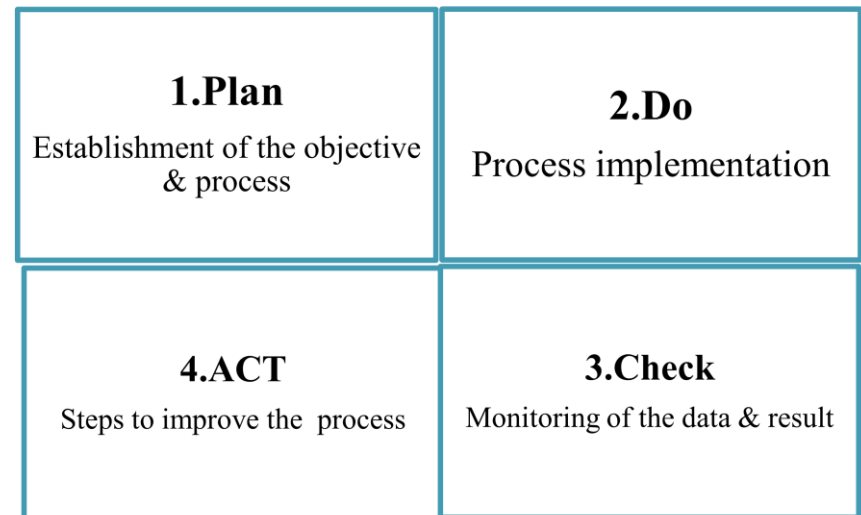 1.Plan
Establishment of the objective
& process
2.Do
Process implementation
4.ACT
Steps to improve the process
3.Check
Monitoring of the data & result